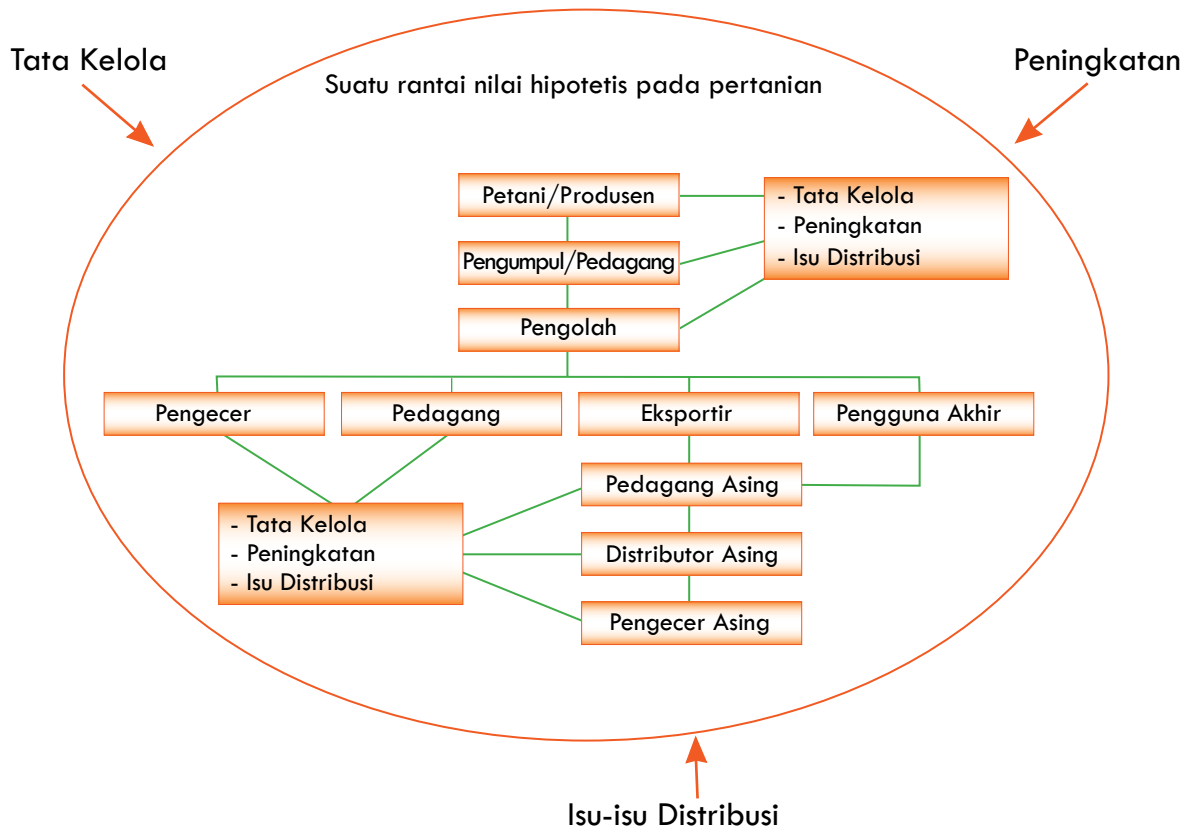 Tata Kelola
Peningkatan
Suatu rantai nilai hipotetis pada pertanian
Petani/Produsen
- Tata Kelola
- Peningkatan
- Isu Distribusi
Pengumpul/Pedagang
Pengolah
Pengecer
Pedagang
Eksportir
Pengguna Akhir
Pedagang Asing
- Tata Kelola
- Peningkatan
- Isu Distribusi
Distributor Asing
Pengecer Asing
Isu-isu Distribusi